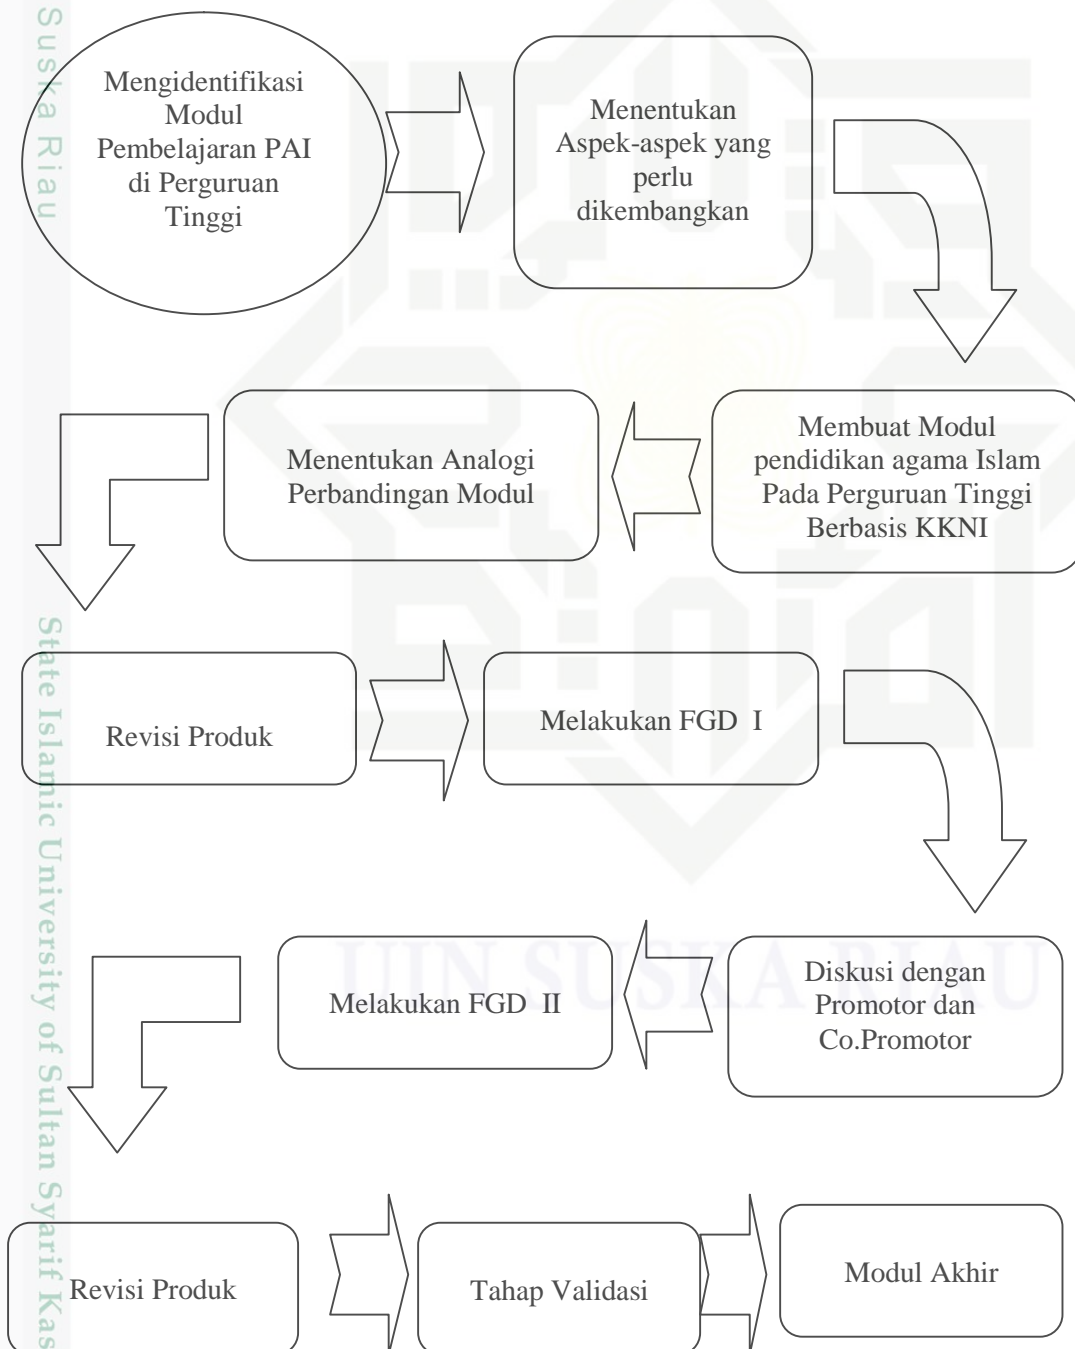 Mengidentifikasi
Modul
Pembelajaran PAI
di Perguruan
Tinggi
Menentukan
Aspek-aspek yang
perlu
dikembangkan
Membuat Modul
pendidikan agama Islam
Pada Perguruan Tinggi
Berbasis KKNI
Menentukan Analogi
Perbandingan Modul
Revisi Produk
Melakukan FGD I
Diskusi dengan
Promotor dan
Co.Promotor
Melakukan FGD II
Revisi Produk
Tahap Validasi
Modul Akhir
UIN SUSKA RIAU
Suska Riau
State Islamic University of Sultan Syarif Kas